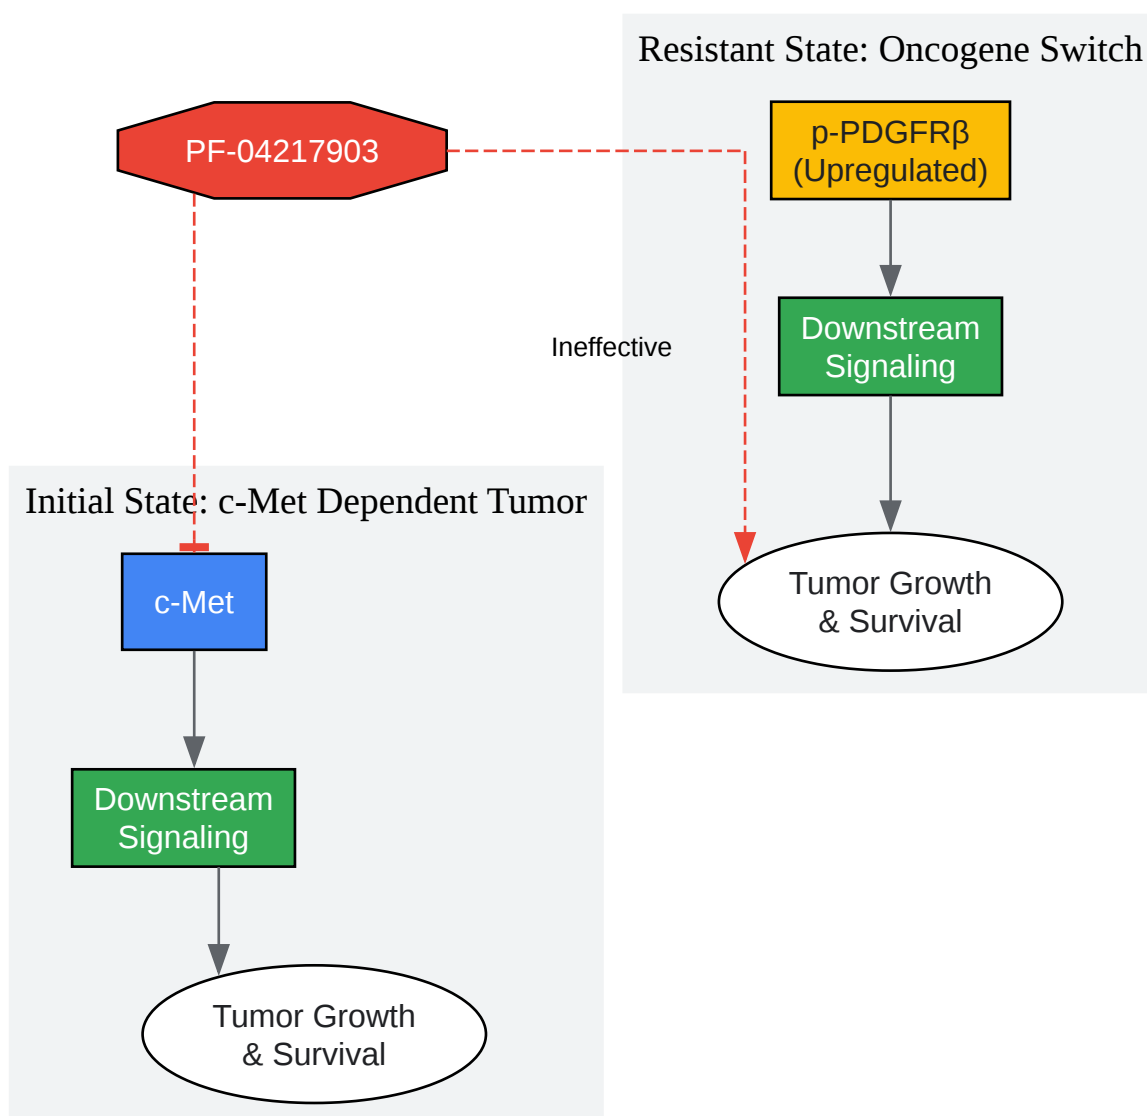 Resistant State: Oncogene Switch
PF-04217903
p-PDGFRβ
(Upregulated)
Downstream
Signaling
Ineffective
Tumor Growth
& Survival
Initial State: c-Met Dependent Tumor
c-Met
Downstream
Signaling
Tumor Growth
& Survival